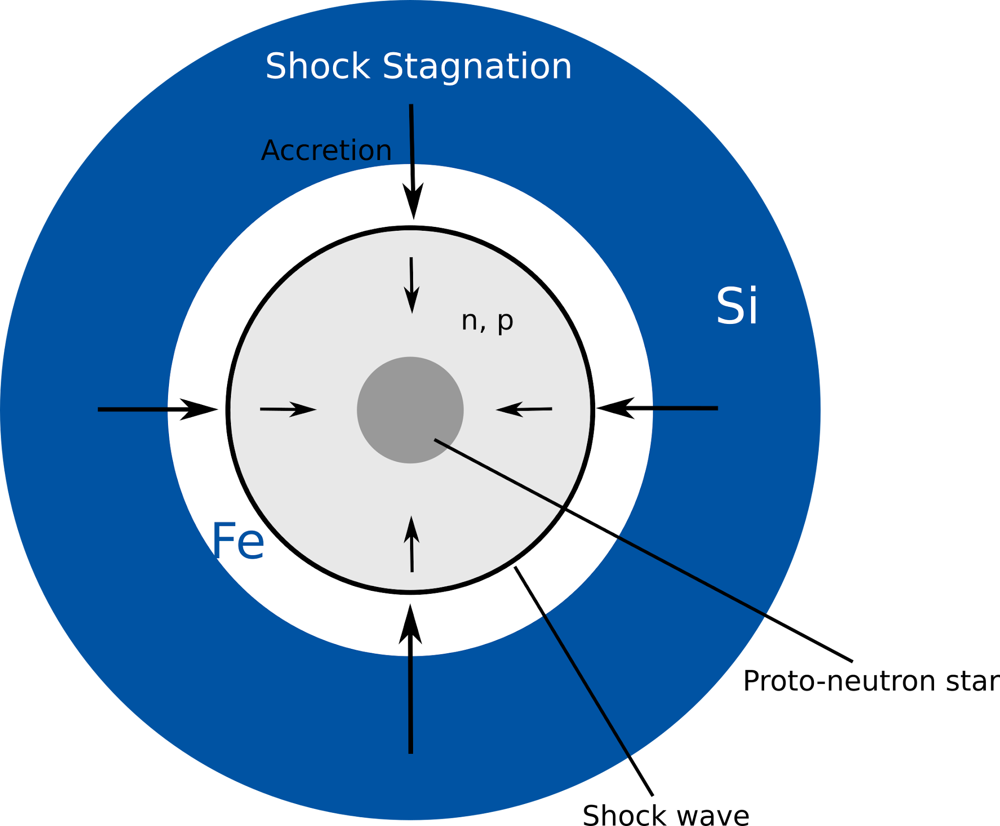 Shock Stagnation
Accretion
Si
n, p
Fe
Proto-neutron star
Shock wave